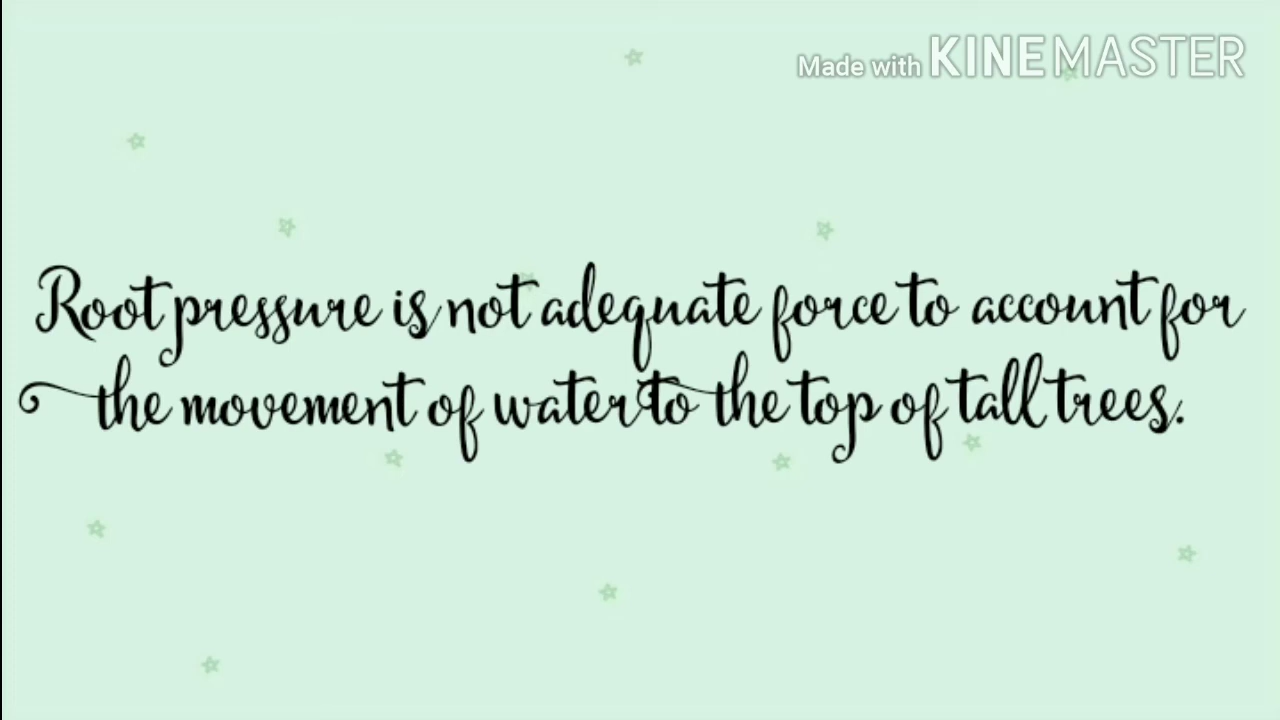 Made with KINEMASTER
Root pressure is not adequate force to account for
the movement of water to the top of tall trees.